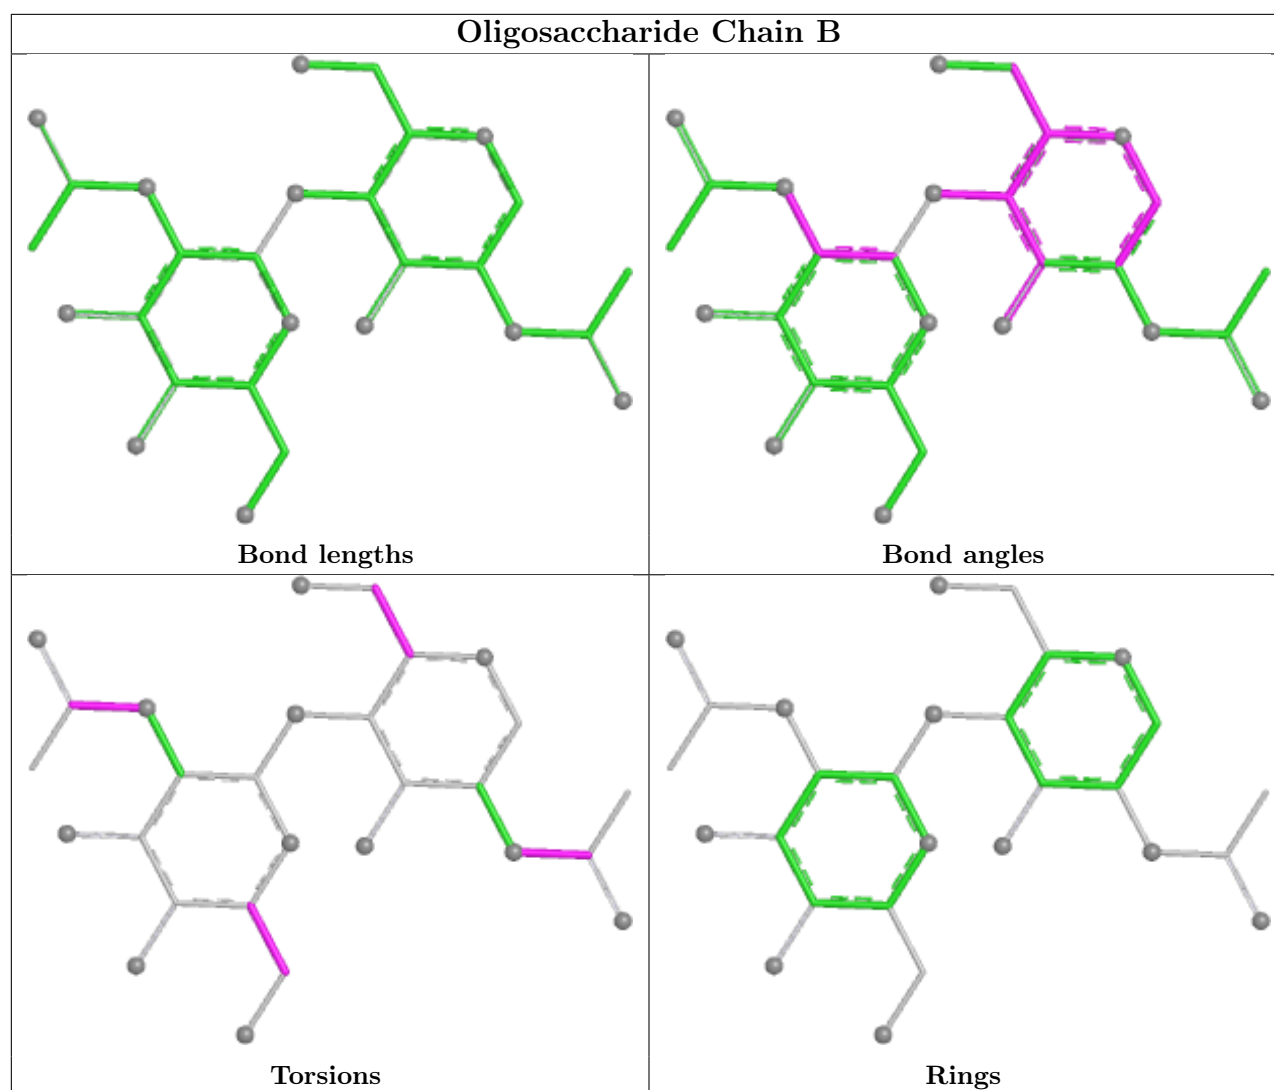 Oligosaccharide Chain B
Bond lengths
Bond angles
Torsions
Rings